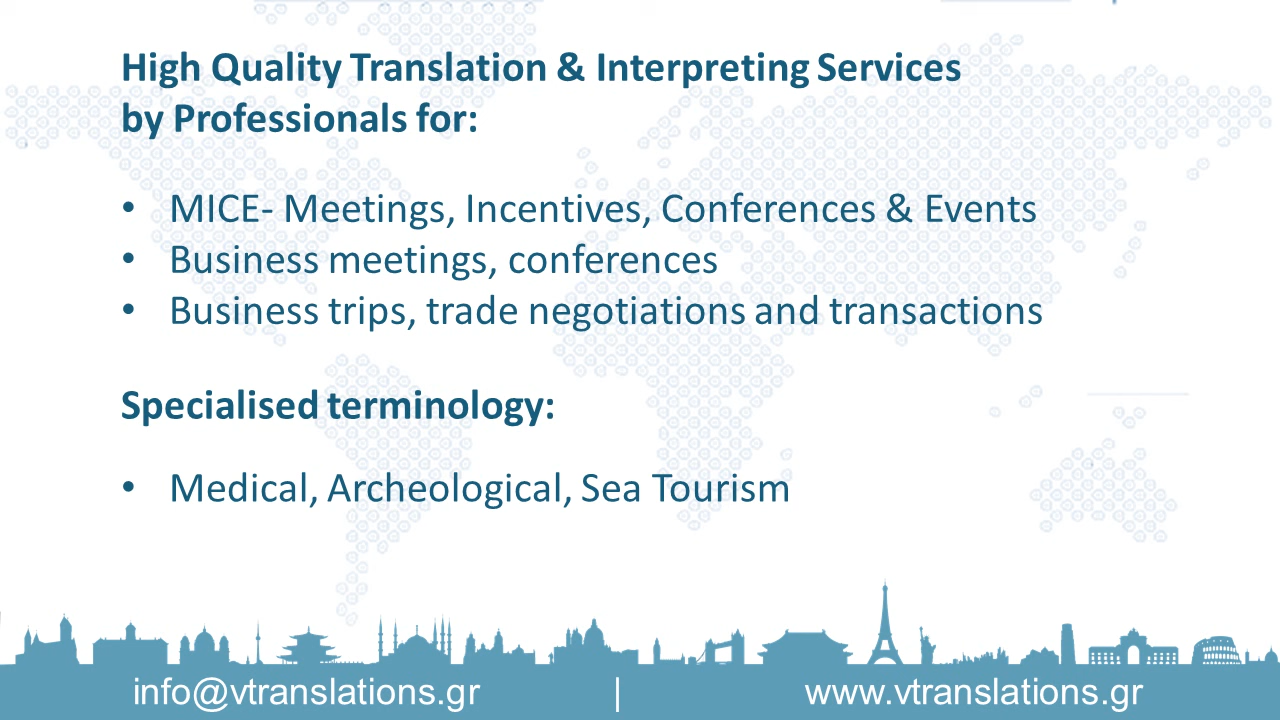 High Quality Translation & Interpreting Services
by Professionals for:
• MICE- Meetings, Incentives, Conferences & Events
• Business meetings, conferences
• Business trips, trade negotiations and transactions
Specialised terminology:
• Medical, Archeological, Sea Tourism
info@vtranslations.gr | www.vtranslations.gr